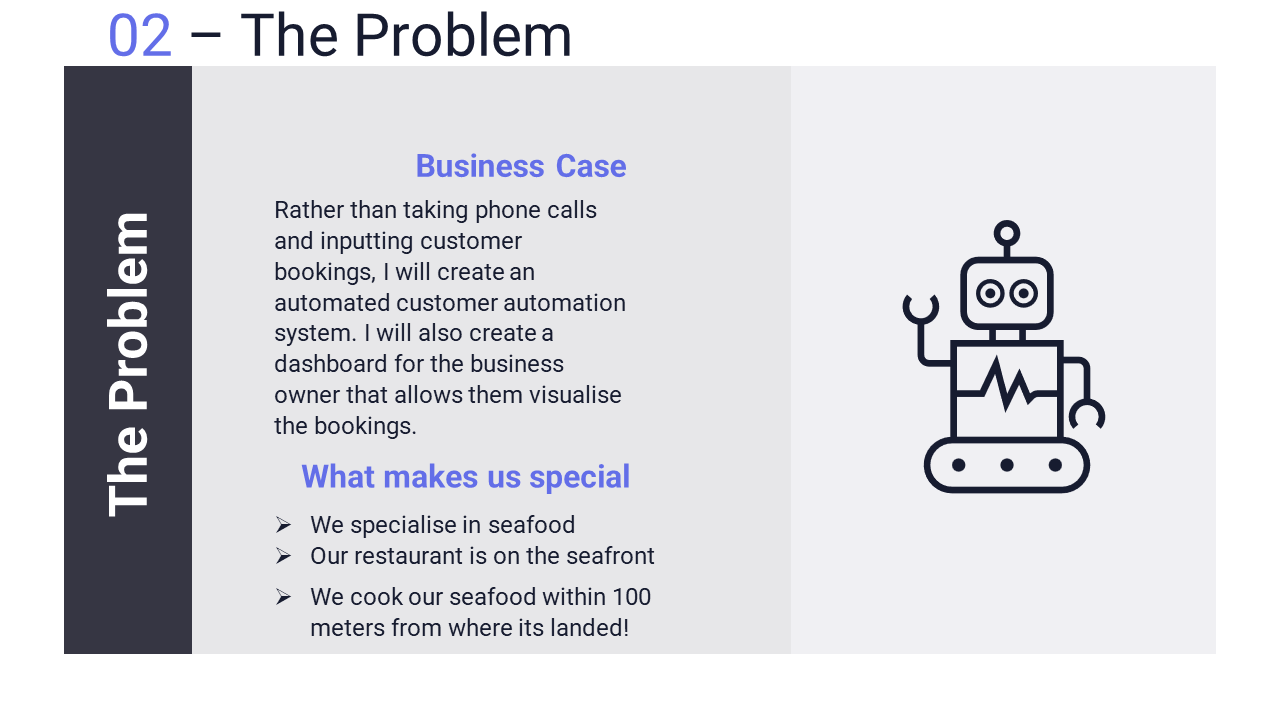 02 – The Problem
The Problem
Business Case
Rather than taking phone calls
and inputting customer
bookings, I will create an
automated customer automation
system. I will also create a
dashboard for the business
owner that allows them visualise
the bookings.
What makes us special
➢ We specialise in seafood
➢ Our restaurant is on the seafront
➢ We cook our seafood within 100
meters from where its landed!